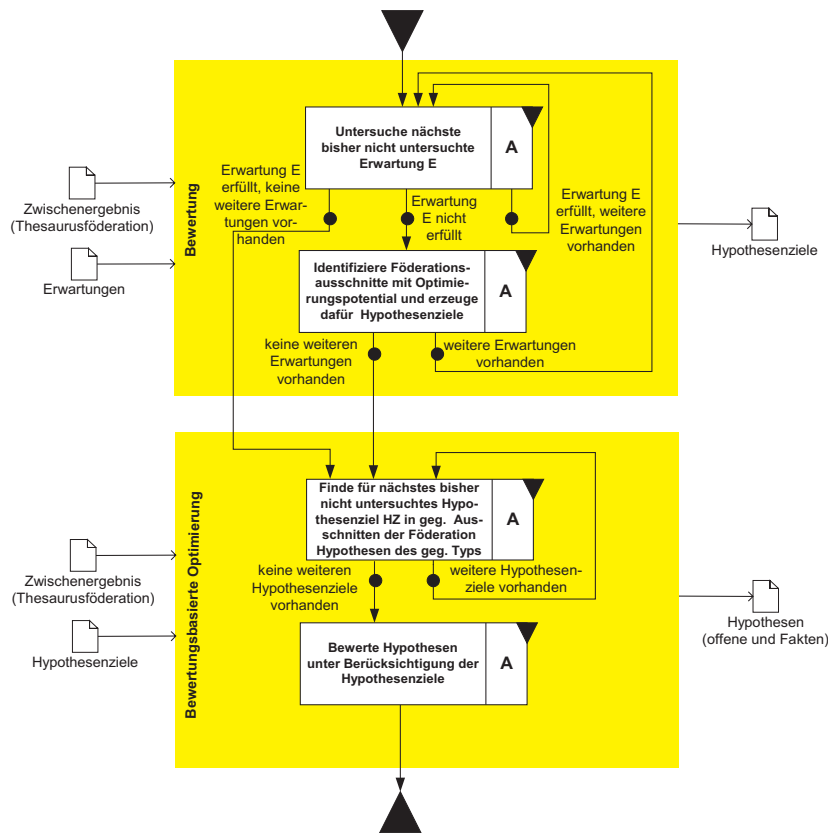 Untersuche nächste
bisher nicht untersuchte
Erwartung E
A
Erwartung E
erfüllt, keine
weitere Erwar-
tungen vor-
handen
Erwartung
E nicht
erfüllt
Erwartung E
erfüllt, weitere
Erwartungen
vorhanden
Bewertung
Zwischenergebnis
(Thesaurusföderation)
Erwartungen
Hypothesenziele
Identifiziere Föderations-
ausschnitte mit Optimie-
rungspotential und erzeuge
dafür Hypothesenziele
A
keine weiteren
Erwartungen
vorhanden
weitere Erwartungen
vorhanden
Bewertungsbasierte Optimierung
Finde für nächstes bisher
nicht untersuchtes Hypo-
thesenziel HZ in geg. Aus-
schnitten der Föderation
Hypothesen des geg. Typs
A
Zwischenergebnis
(Thesaurusföderation)
Hypothesenziele
keine weiteren
Hypothesenziele
vorhanden
weitere Hypothesen-
ziele vorhanden
Hypothesen
(offene und Fakten)
Bewerte Hypothesen
unter Berücksichtigung der
Hypothesenziele
A